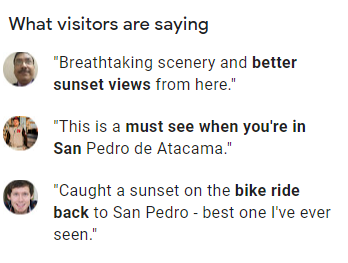 What visitors are saying
"Breathtaking scenery and better
sunset views from here."
"This is a must see when you're in
San Pedro de Atacama."
"Caught a sunset on the bike ride
back to San Pedro - best one I've ever
seen."